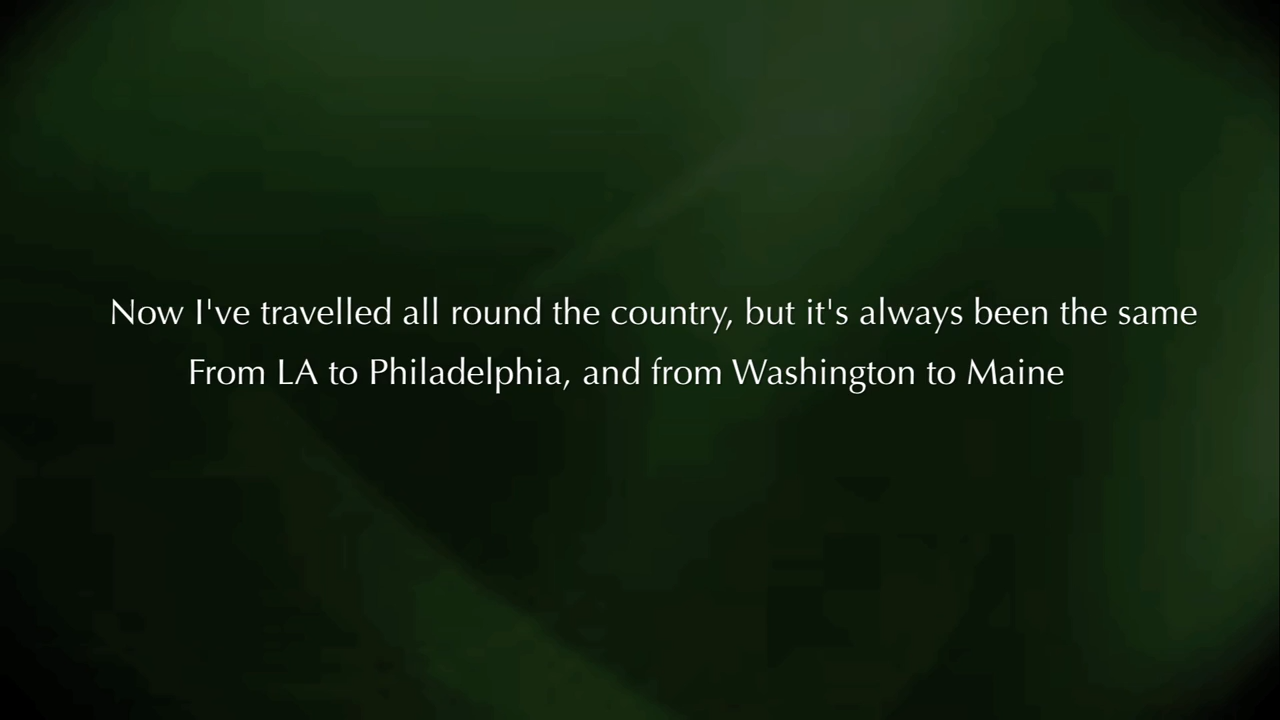 Now I've travelled all round the country, but it's always been the same
From LA to Philadelphia, and from Washington to Maine